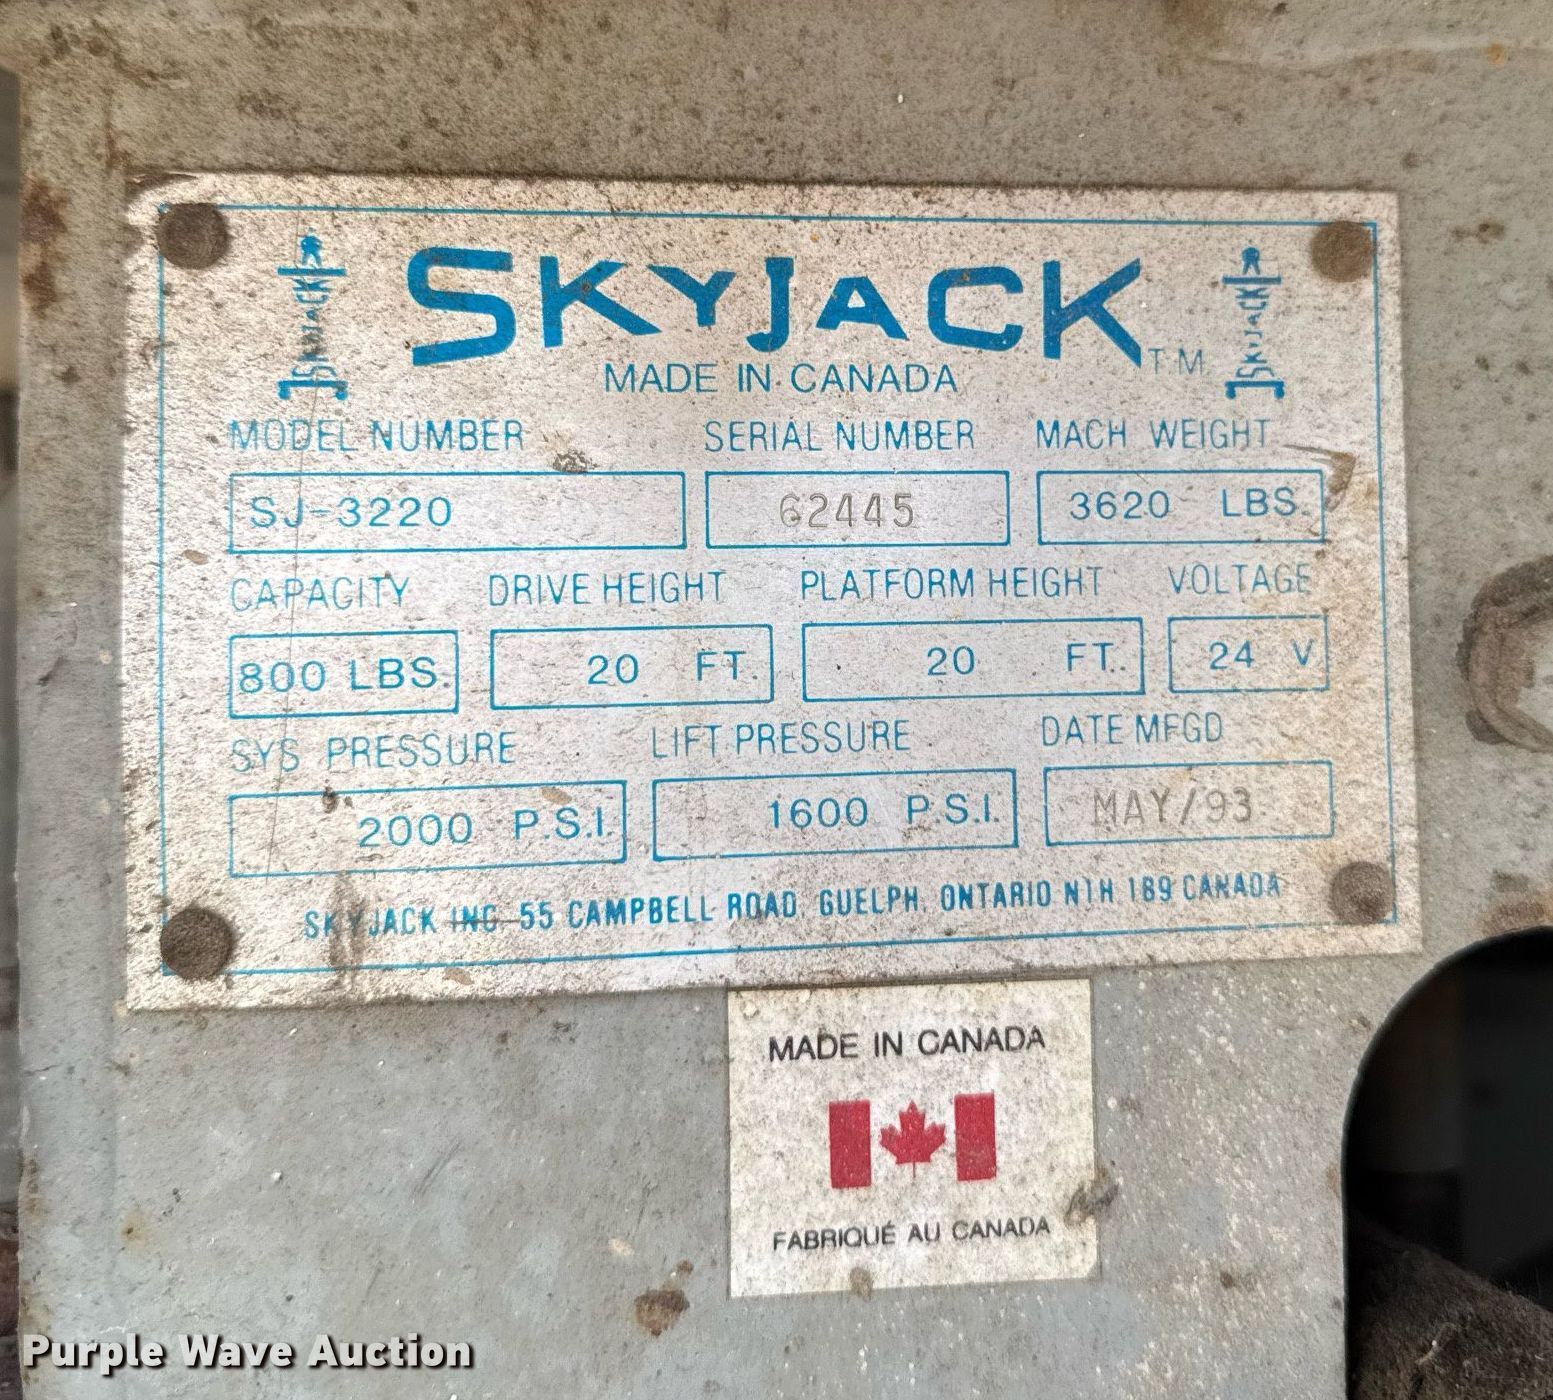 SKYJACK T.M.
SKYJACK
SKYJACK
MADE IN CANADA
MODEL NUMBER SERIAL NUMBER MACH WEIGHT
SJ-3220 62445 3620 LBS.
CAPACITY DRIVE HEIGHT PLATFORM HEIGHT VOLTAGE
800 LBS. 20 FT. 20 FT. 24 V
SYS PRESSURE LIFT PRESSURE DATE MFGD
2000 P.S.I. 1600 P.S.I. MAY/93
SKYJACK INC 55 CAMPBELL ROAD, GUELPH, ONTARIO N1H 1B9 CANADA
MADE IN CANADA
FABRIQUÉ AU CANADA
Purple Wave Auction